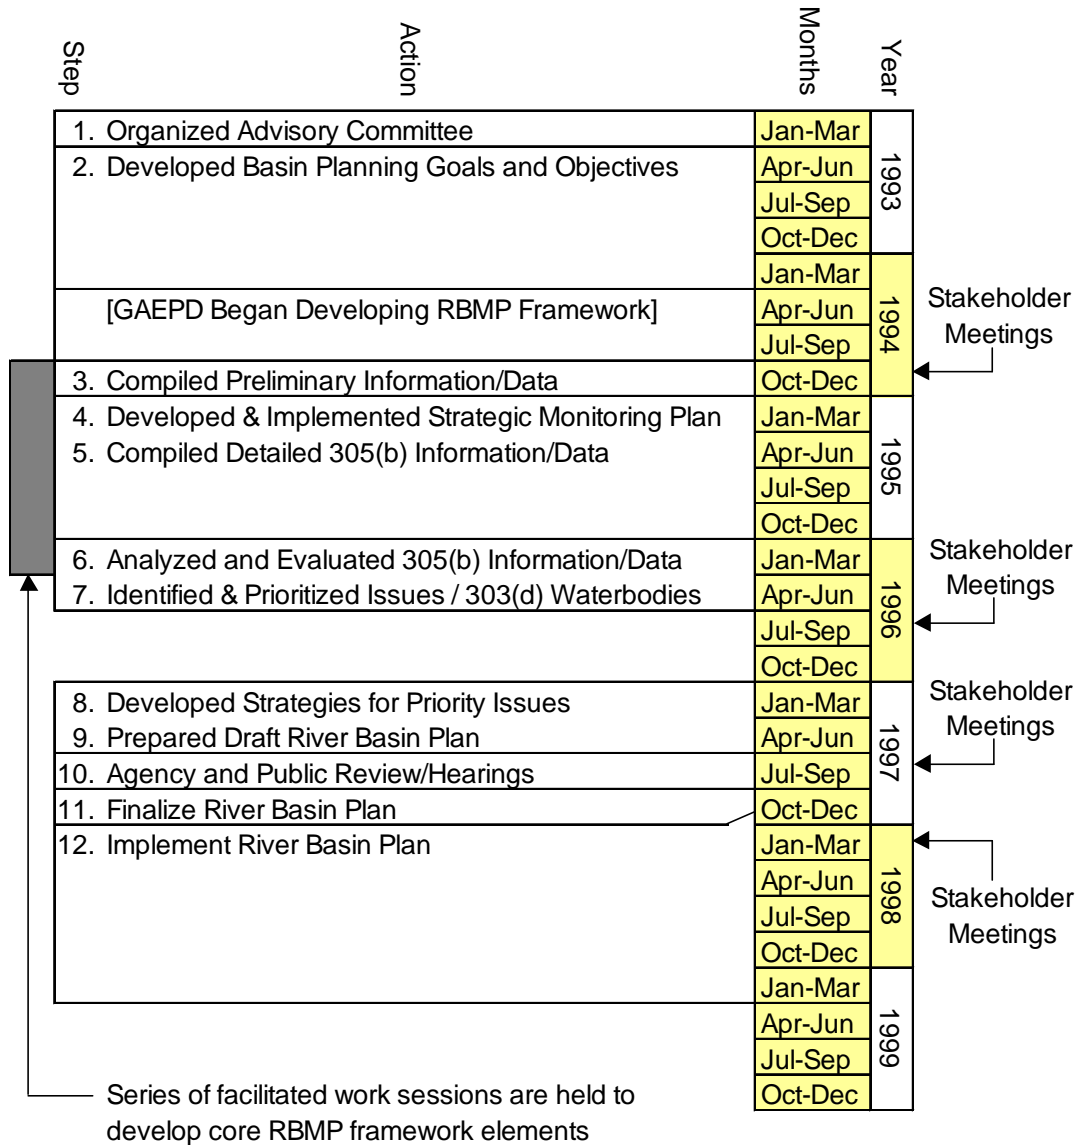 Step
Action
Months
Year
1. Organized Advisory Committee Jan-Mar 1993
2. Developed Basin Planning Goals and Objectives Apr-Jun
Jul-Sep
Oct-Dec
Jan-Mar 1994
[GAEPD Began Developing RBMP Framework] Apr-Jun
Jul-Sep
Stakeholder
Meetings
3. Compiled Preliminary Information/Data Oct-Dec
4. Developed & Implemented Strategic Monitoring Plan Jan-Mar 1995
5. Compiled Detailed 305(b) Information/Data Apr-Jun
Jul-Sep
Oct-Dec
6. Analyzed and Evaluated 305(b) Information/Data Jan-Mar 1996
Stakeholder
Meetings
7. Identified & Prioritized Issues / 303(d) Waterbodies Apr-Jun
Jul-Sep
Oct-Dec
8. Developed Strategies for Priority Issues Jan-Mar 1997
Stakeholder
Meetings
9. Prepared Draft River Basin Plan Apr-Jun
10. Agency and Public Review/Hearings Jul-Sep
11. Finalize River Basin Plan Oct-Dec
12. Implement River Basin Plan Jan-Mar 1998
Apr-Jun
Jul-Sep
Oct-Dec
Stakeholder
Meetings
Jan-Mar 1999
Apr-Jun
Jul-Sep
Oct-Dec
Series of facilitated work sessions are held to
develop core RBMP framework elements